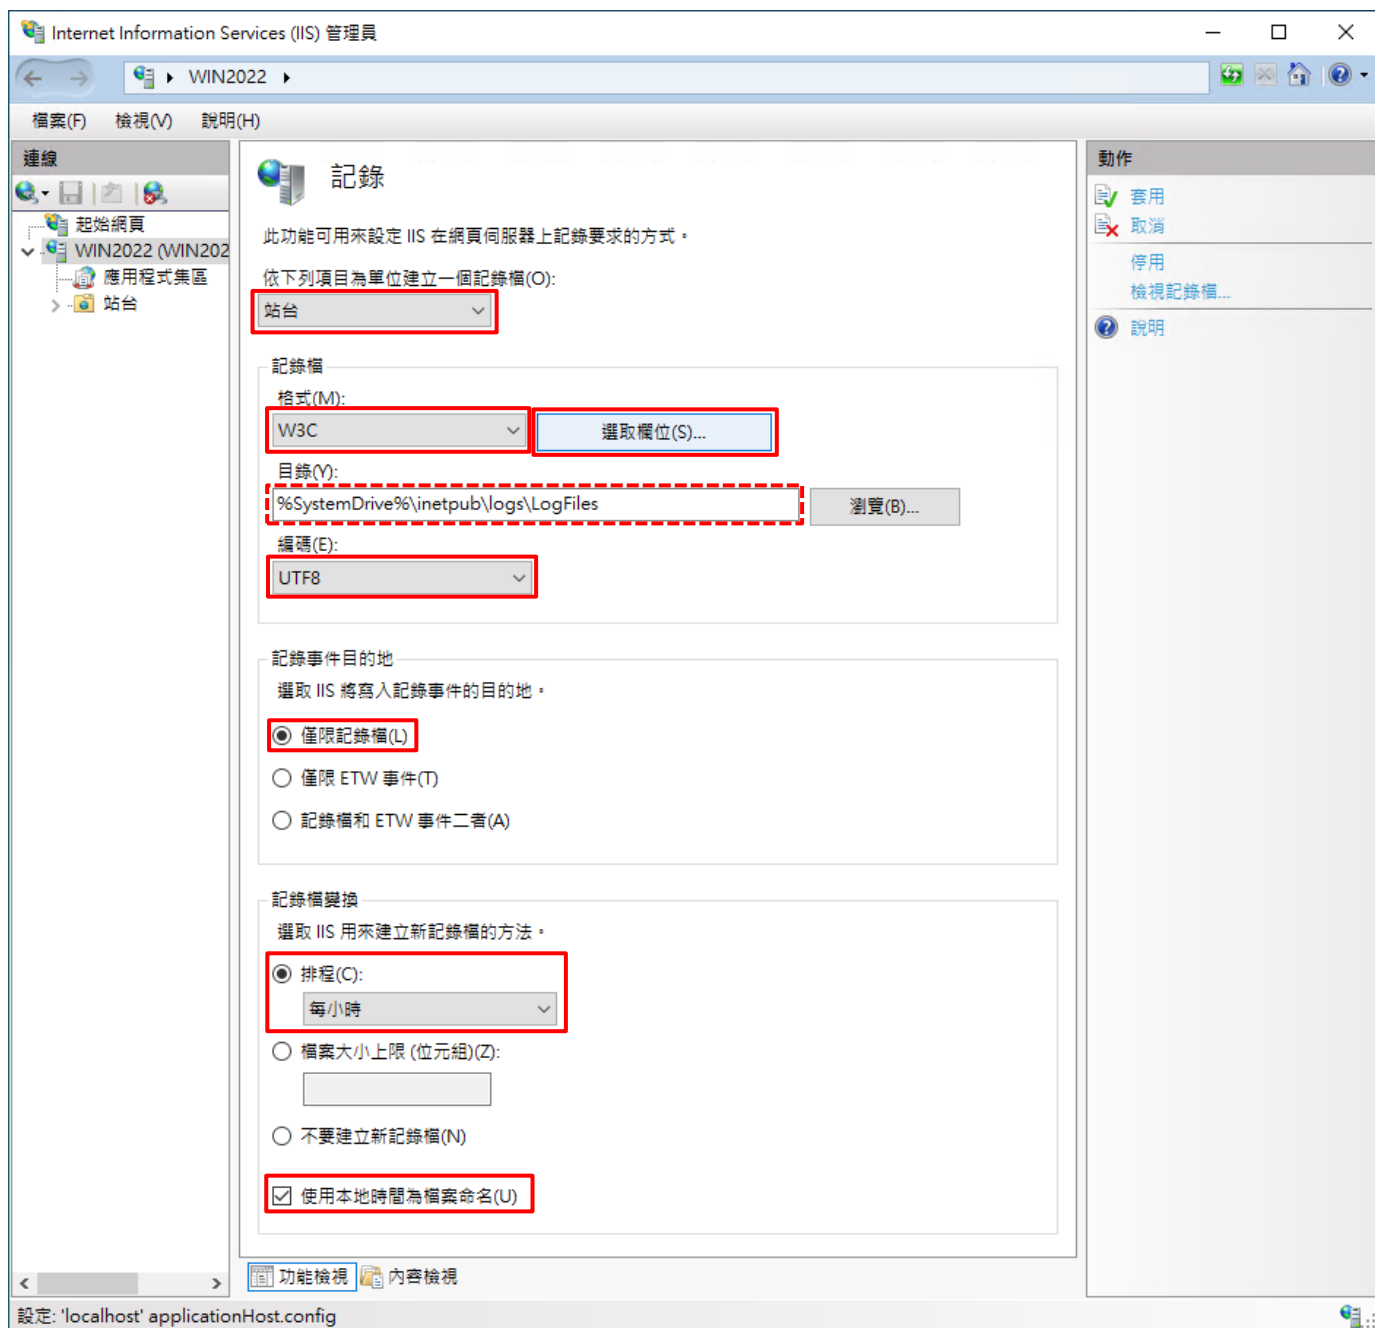 Internet Information Services (IIS) 管理員
WIN2022
檔案(F) 檢視(V) 說明(H)
連線
起始網頁
WIN2022 (WIN202
應用程式集區
站台
記錄
此功能可用來設定 IIS 在網頁伺服器上記錄要求的方式。
依下列項目為單位建立一個記錄檔(O):
站台
記錄檔
格式(M):
W3C
選取欄位(S)...
目錄(Y):
%SystemDrive%\inetpub\logs\LogFiles
瀏覽(B)...
編碼(E):
UTF8
記錄事件目的地
選取 IIS 將寫入記錄事件的目的地。
僅限記錄檔(L)
僅限 ETW 事件(T)
記錄檔和 ETW 事件二者(A)
記錄檔變換
選取 IIS 用來建立新記錄檔的方法。
排程(C):
每小時
檔案大小上限 (位元組)(Z):
不要建立新記錄檔(N)
使用本地時間為檔案命名(U)
功能檢視 內容檢視
動作
套用
取消
停用
檢視記錄檔...
說明
設定: 'localhost' applicationHost.config